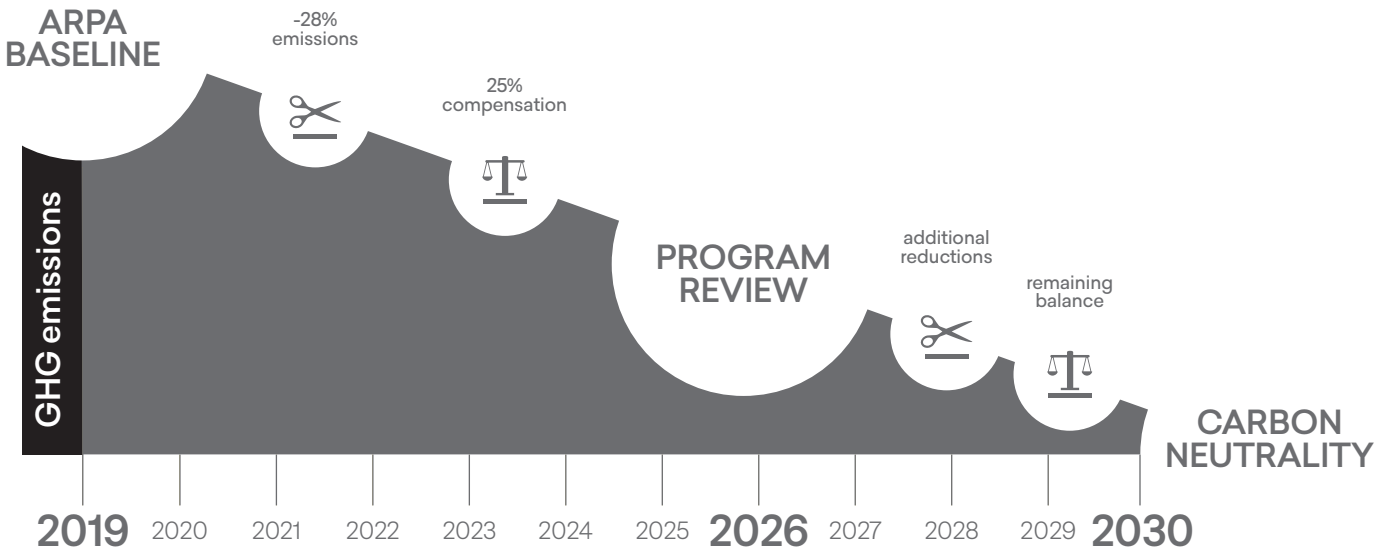 ARPA
BASELINE
-28%
emissions
25%
compensation
PROGRAM
REVIEW
additional
reductions
remaining
balance
CARBON
NEUTRALITY
GHG emissions
2019 2020 2021 2022 2023 2024 2025 2026 2027 2028 2029 2030